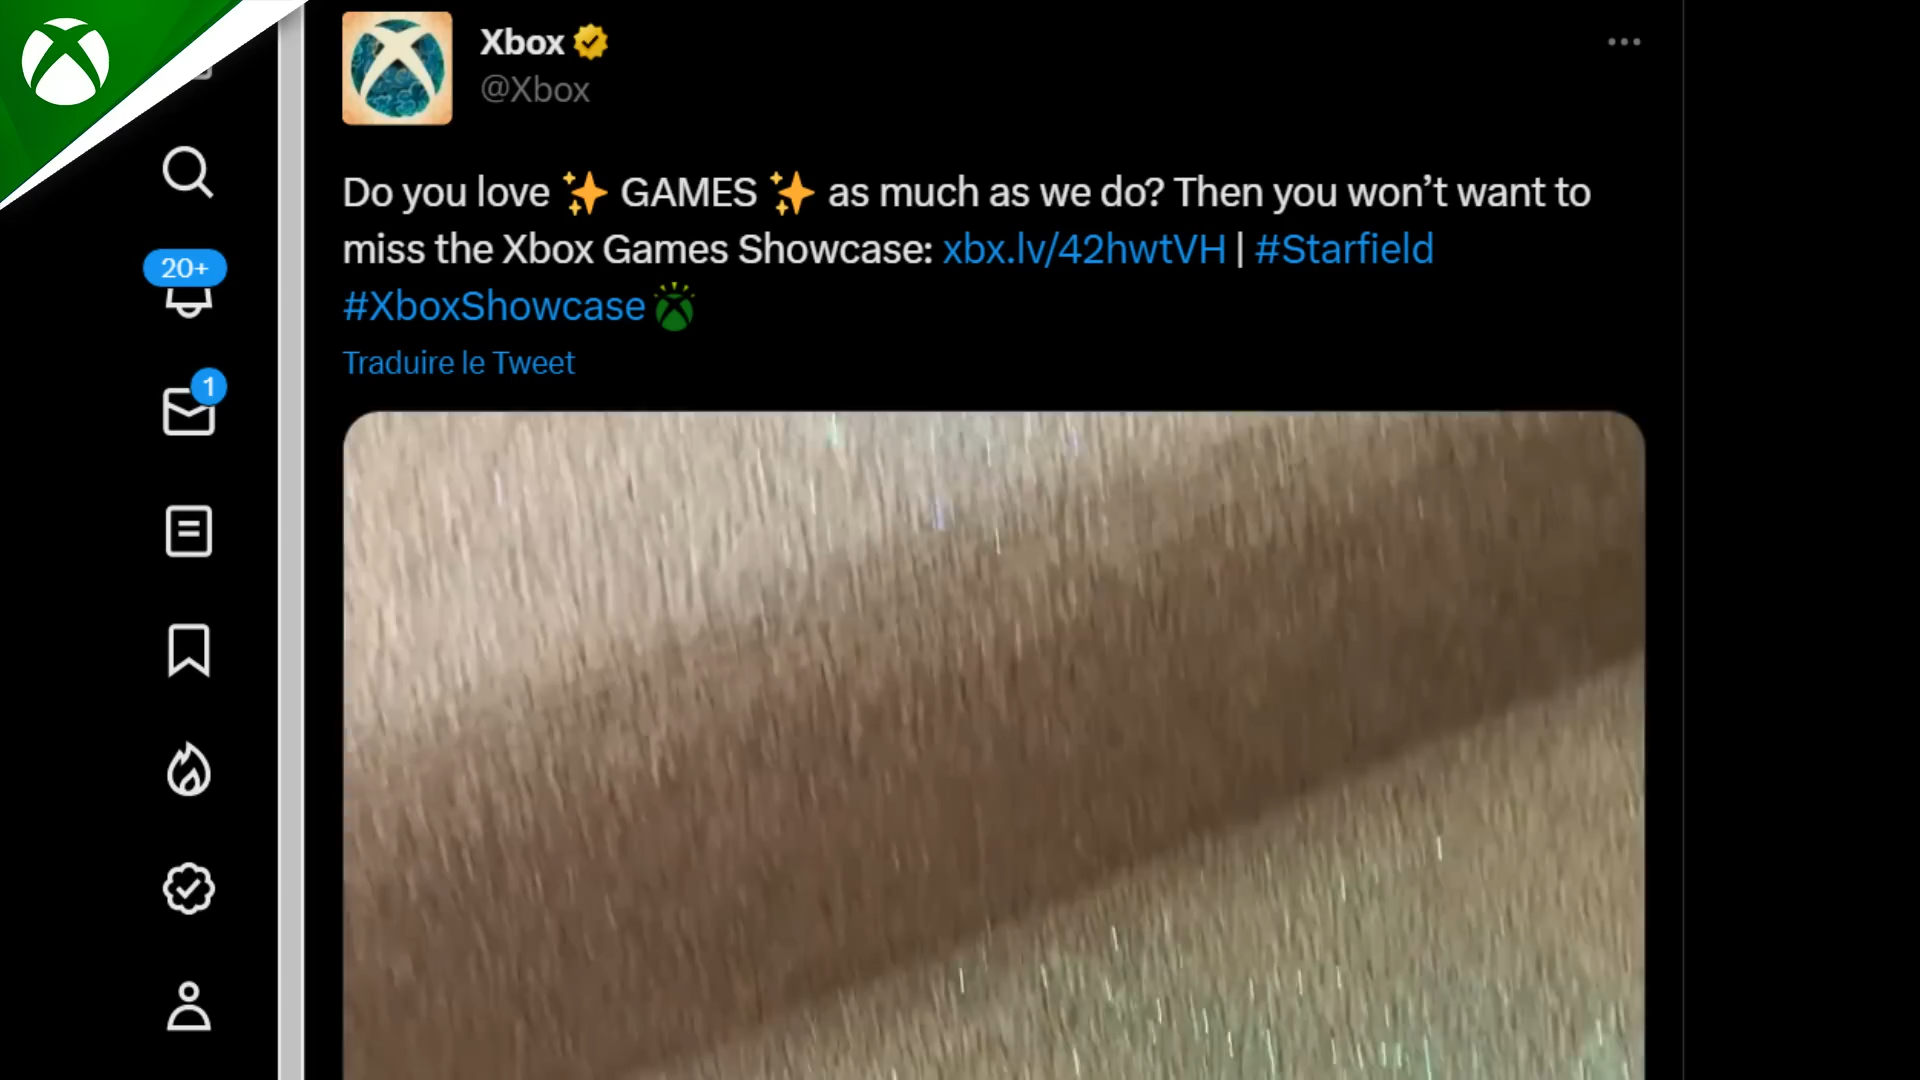 Xbox
@Xbox
Do you love ✨ GAMES ✨ as much as we do? Then you won’t want to
miss the Xbox Games Showcase: xbx.lv/42hwtVH | #Starfield
#XboxShowcase
Traduire le Tweet
20+
1